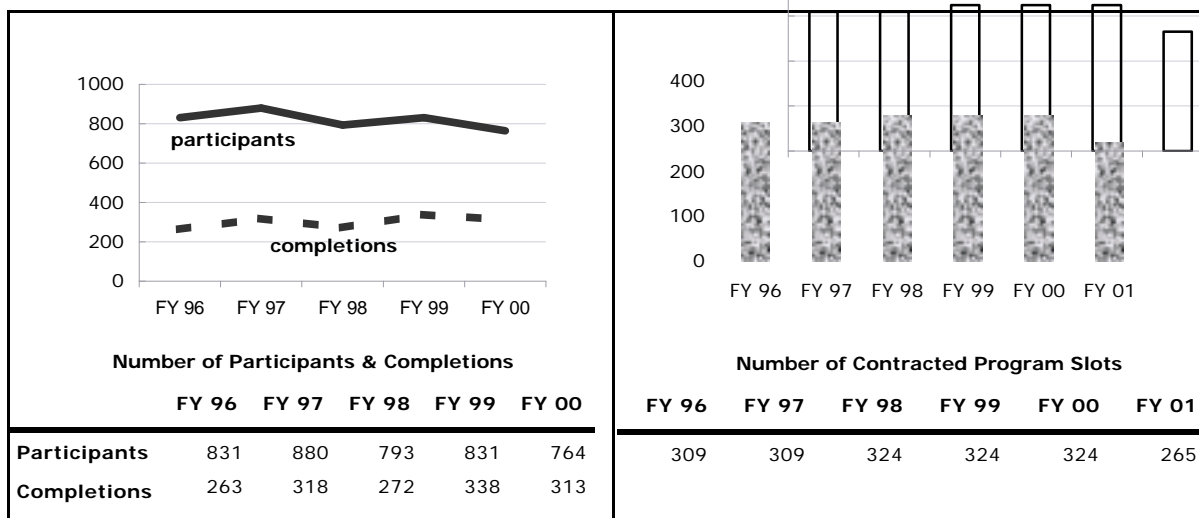 1000
800
participants
600
400
completions
200
0
FY 96 FY 97 FY 98 FY 99 FY 00
Number of Participants & Completions
FY 96 FY 97 FY 98 FY 99 FY 00
Participants 831 880 793 831 764
Completions 263 318 272 338 313
400
300
200
100
0
FY 96 FY 97 FY 98 FY 99 FY 00 FY 01
Number of Contracted Program Slots
FY 96 FY 97 FY 98 FY 99 FY 00 FY 01
309 309 324 324 324 265